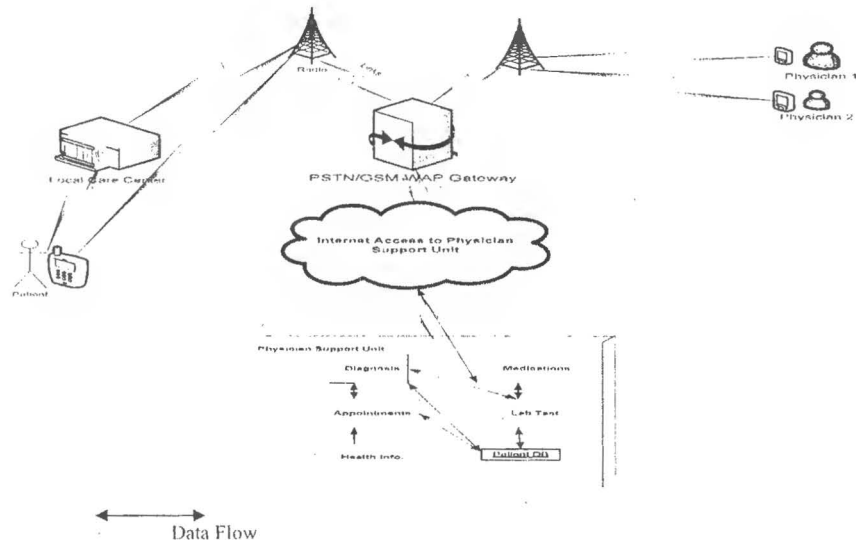 Radio
Physician 1
Physician 2
Local Care Center
PSTN/GSM-WAP Gateway
Internet Access to Physician
Support Unit
Patient
Physician Support Unit
Diagnosis
Medications
Appointments
Lab Test
Health Info.
Patient DB
Data Flow